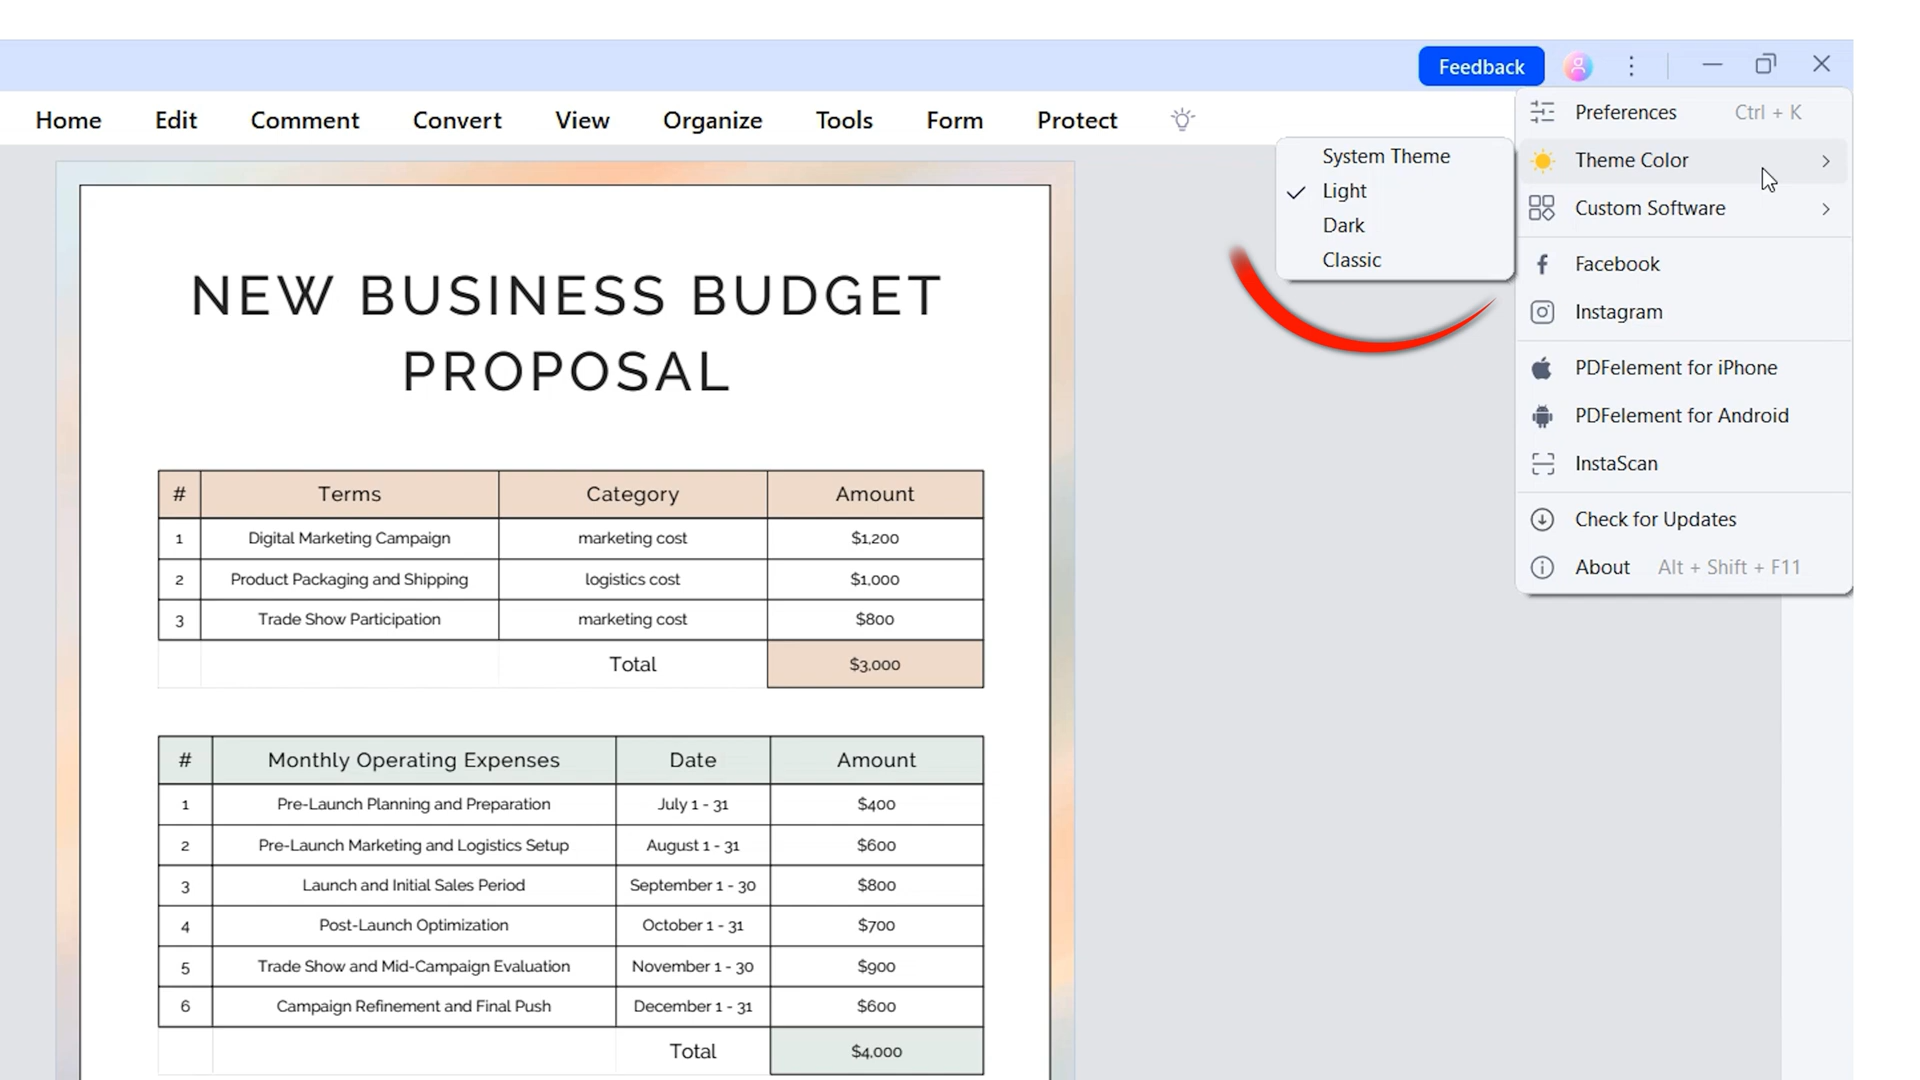 Feedback
Home Edit Comment Convert View Organize Tools Form Protect
Preferences Ctrl + K
Theme Color
Custom Software
Facebook
Instagram
PDFelement for iPhone
PDFelement for Android
InstaScan
Check for Updates
About Alt + Shift + F11
System Theme
Light
Dark
Classic
NEW BUSINESS BUDGET
PROPOSAL
# Terms Category Amount
1 Digital Marketing Campaign marketing cost $1,200
2 Product Packaging and Shipping logistics cost $1,000
3 Trade Show Participation marketing cost $800
Total $3,000
# Monthly Operating Expenses Date Amount
1 Pre-Launch Planning and Preparation July 1 - 31 $400
2 Pre-Launch Marketing and Logistics Setup August 1 - 31 $600
3 Launch and Initial Sales Period September 1 - 30 $800
4 Post-Launch Optimization October 1 - 31 $700
5 Trade Show and Mid-Campaign Evaluation November 1 - 30 $900
6 Campaign Refinement and Final Push December 1 - 31 $600
Total $4,000